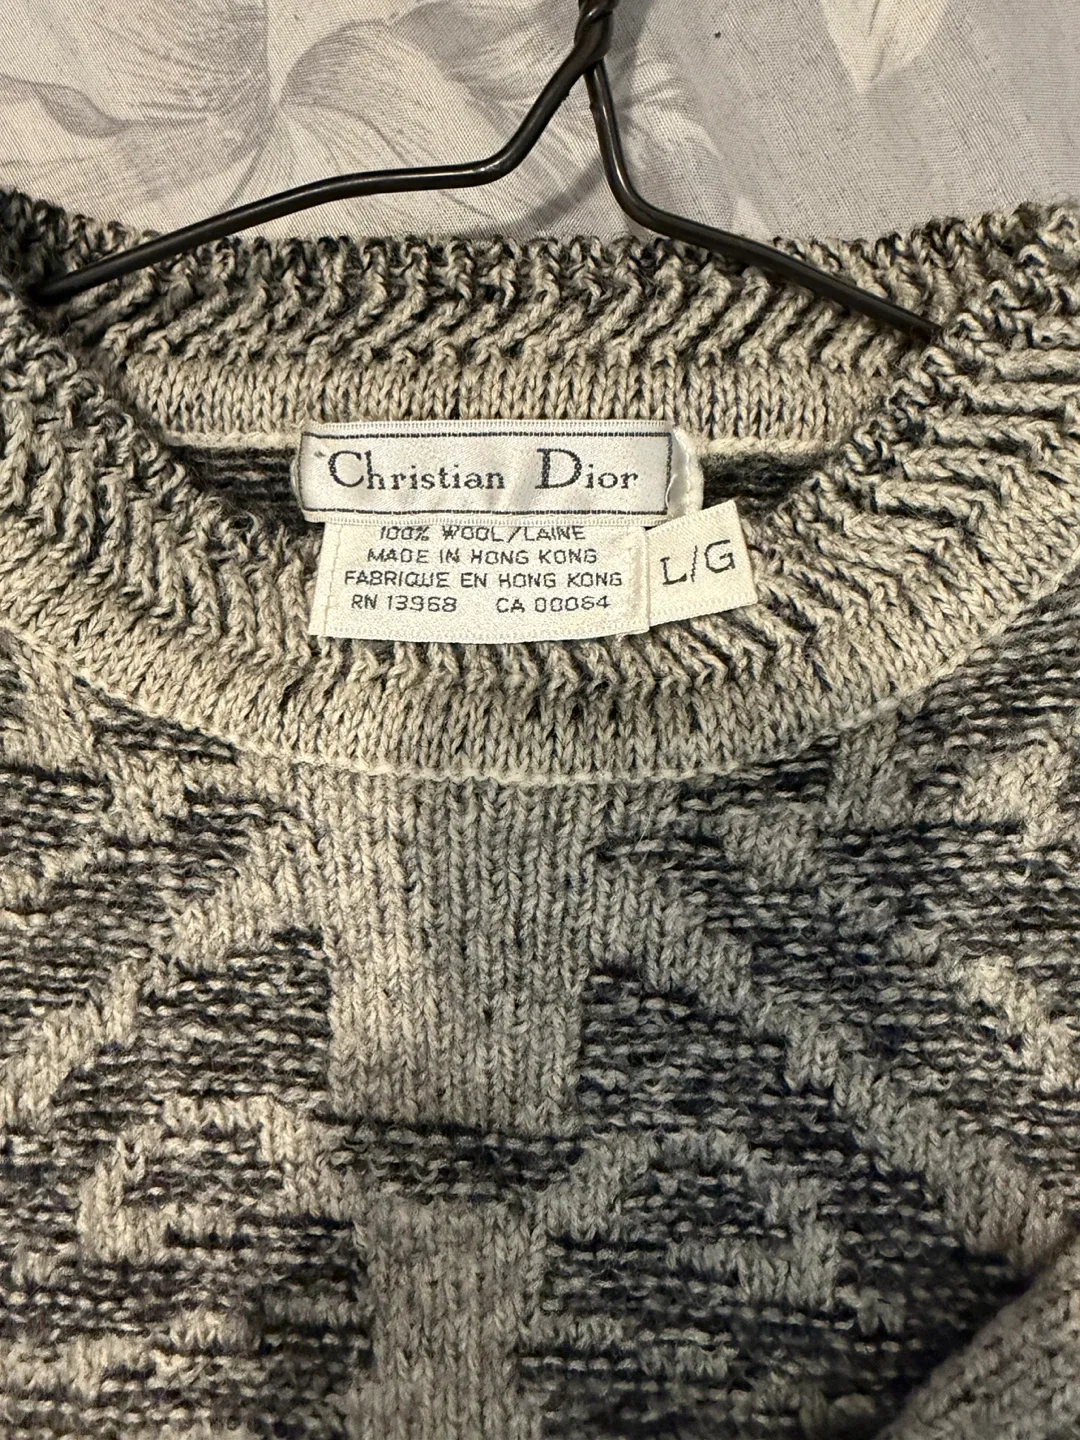 Christian Dior
100% WOOL/LAINE
MADE IN HONG KONG
FABRIQUE EN HONG KONG
RN 13968 CA 00064
L/G